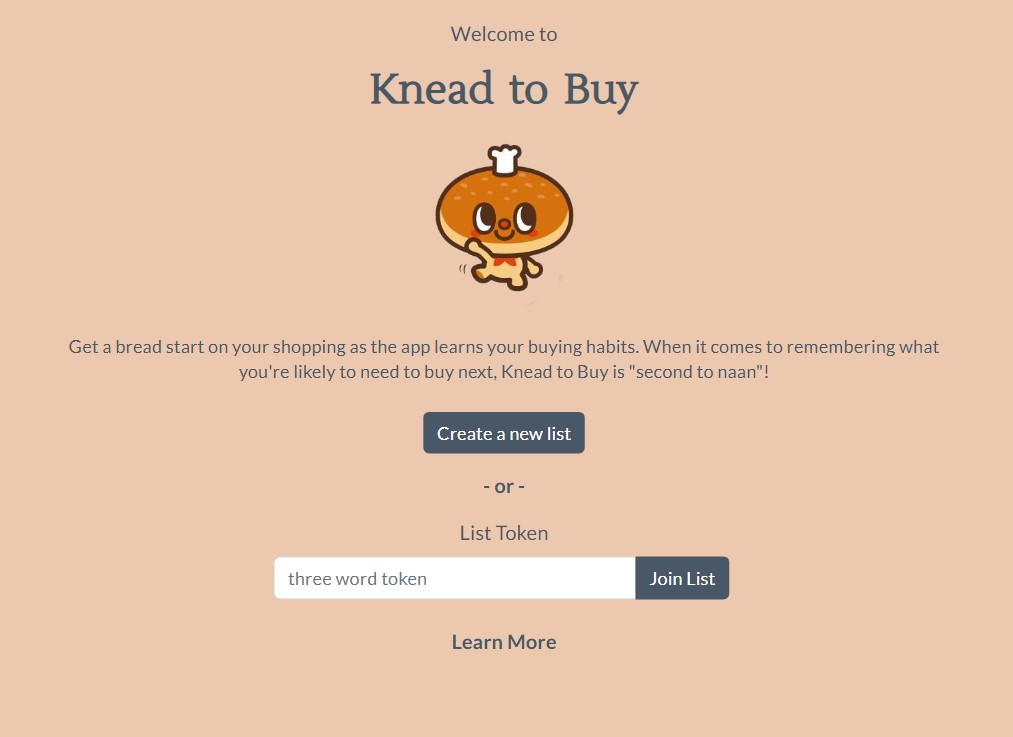 Welcome to
Knead to Buy
Get a bread start on your shopping as the app learns your buying habits. When it comes to remembering what
you're likely to need to buy next, Knead to Buy is "second to naan"!
Create a new list
- or -
List Token
three word token
Join List
Learn More